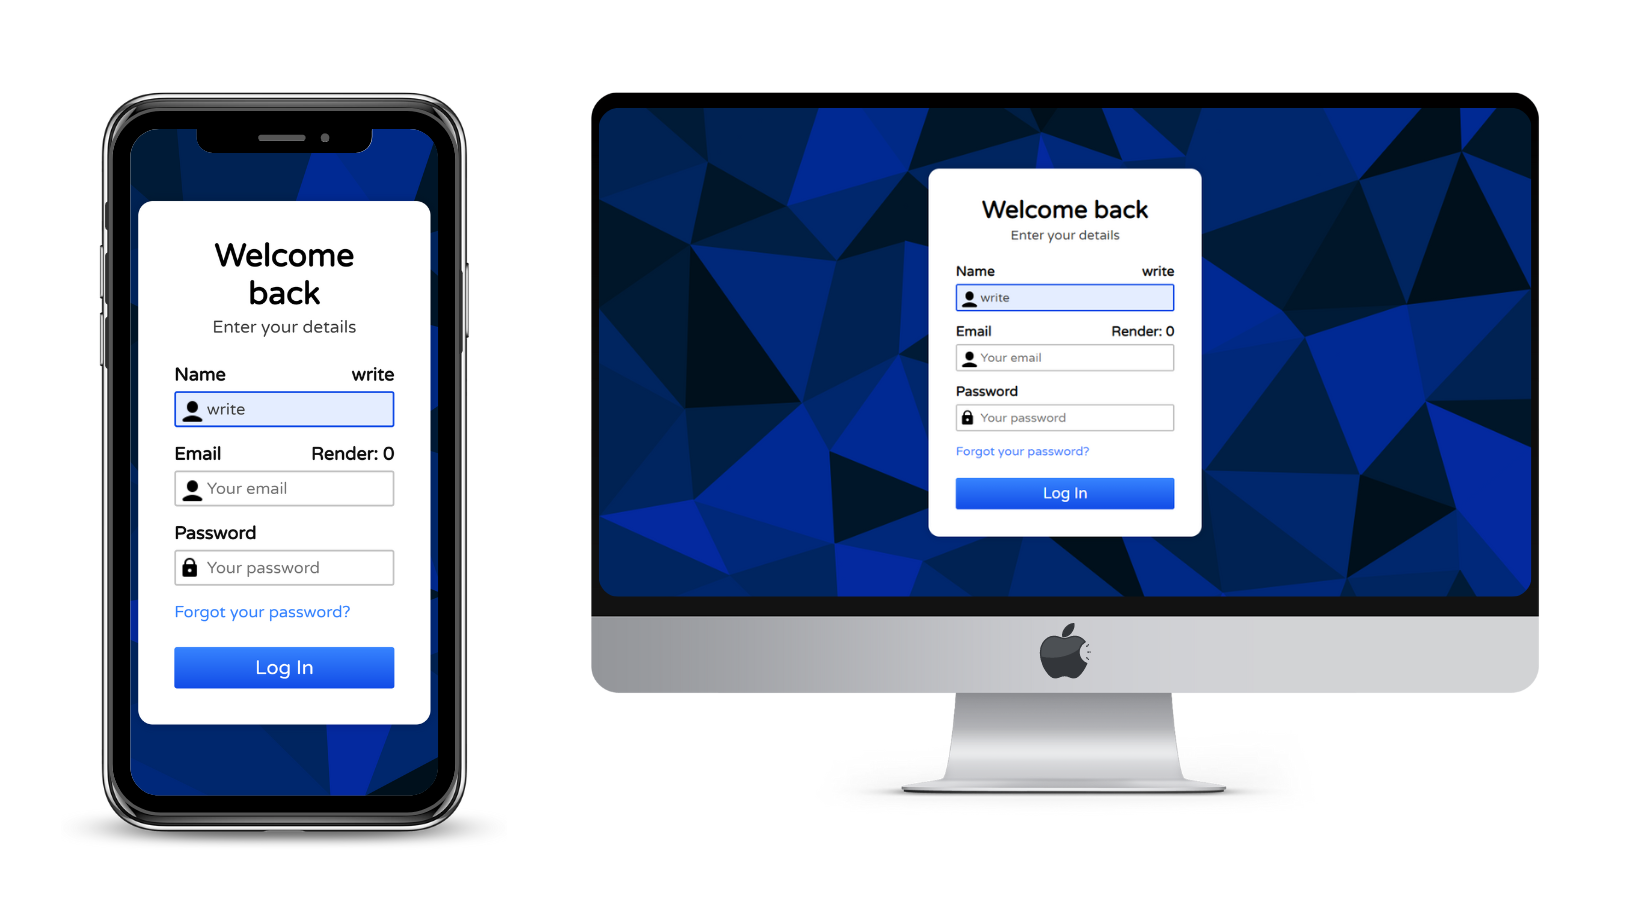 Welcome
back
Enter your details
Name write
write
Email Render: 0
Your email
Password
Your password
Forgot your password?
Log In
Welcome back
Enter your details
Name write
write
Email Render: 0
Your email
Password
Your password
Forgot your password?
Log In